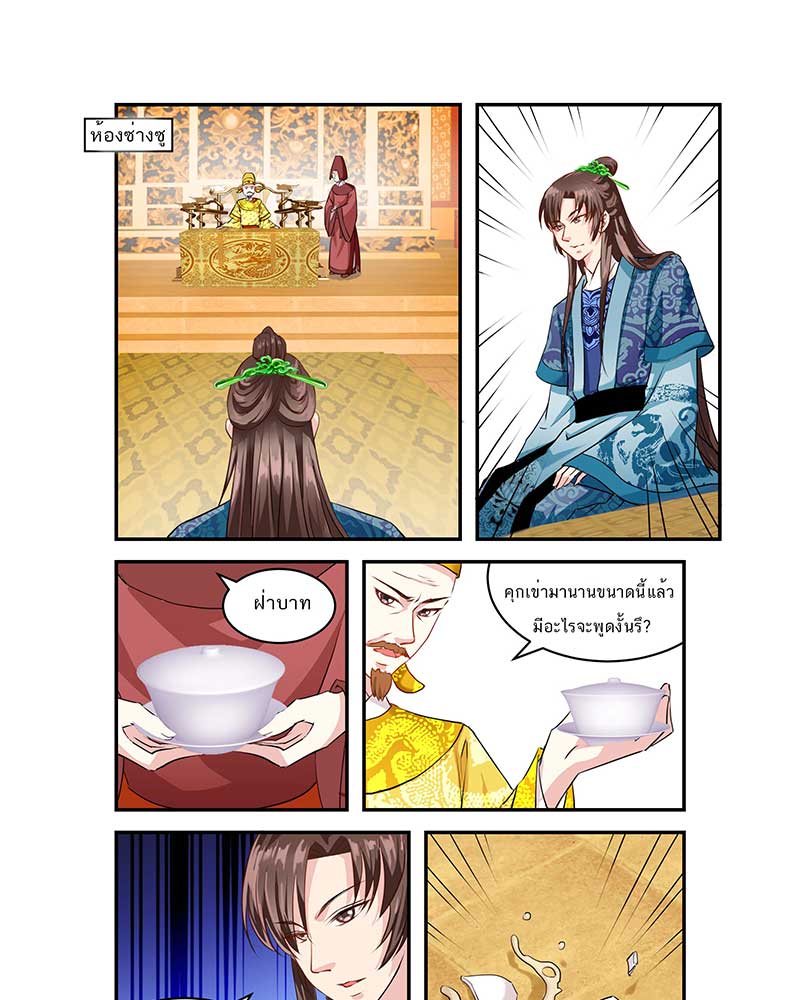 ห้องซ่างซู
ฝ่าบาท
คุกเข่ามานานขนาดนี้แล้ว
มีอะไรจะพูดงั้นรึ?